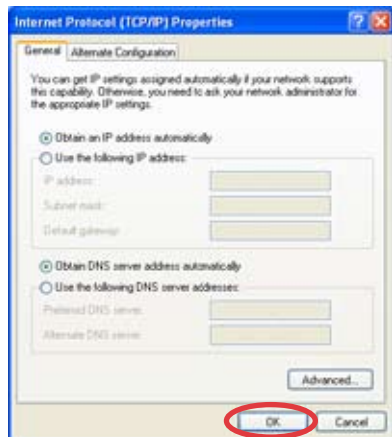 Internet Protocol (TCP/IP) Properties
General
Alternate Configuration
You can get IP settings assigned automatically if your network supports
this capability. Otherwise, you need to ask your network administrator for
the appropriate IP settings.
Obtain an IP address automatically
Use the following IP address:
IP address:
Subnet mask:
Default gateway:
Obtain DNS server address automatically
Use the following DNS server addresses:
Preferred DNS server:
Alternate DNS server:
Advanced...
OK
Cancel